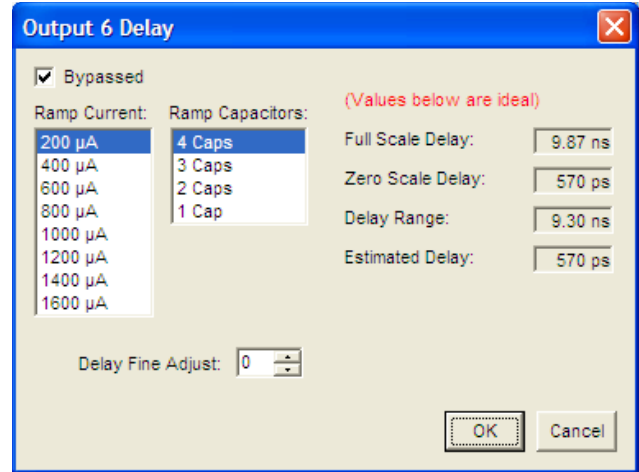 Output 6 Delay
Bypassed
Ramp Current:
200 µA
400 µA
600 µA
800 µA
1000 µA
1200 µA
1400 µA
1600 µA
Ramp Capacitors:
4 Caps
3 Caps
2 Caps
1 Cap
(Values below are ideal)
Full Scale Delay: 9.87 ns
Zero Scale Delay: 570 ps
Delay Range: 9.30 ns
Estimated Delay: 570 ps
Delay Fine Adjust: 0
OK Cancel